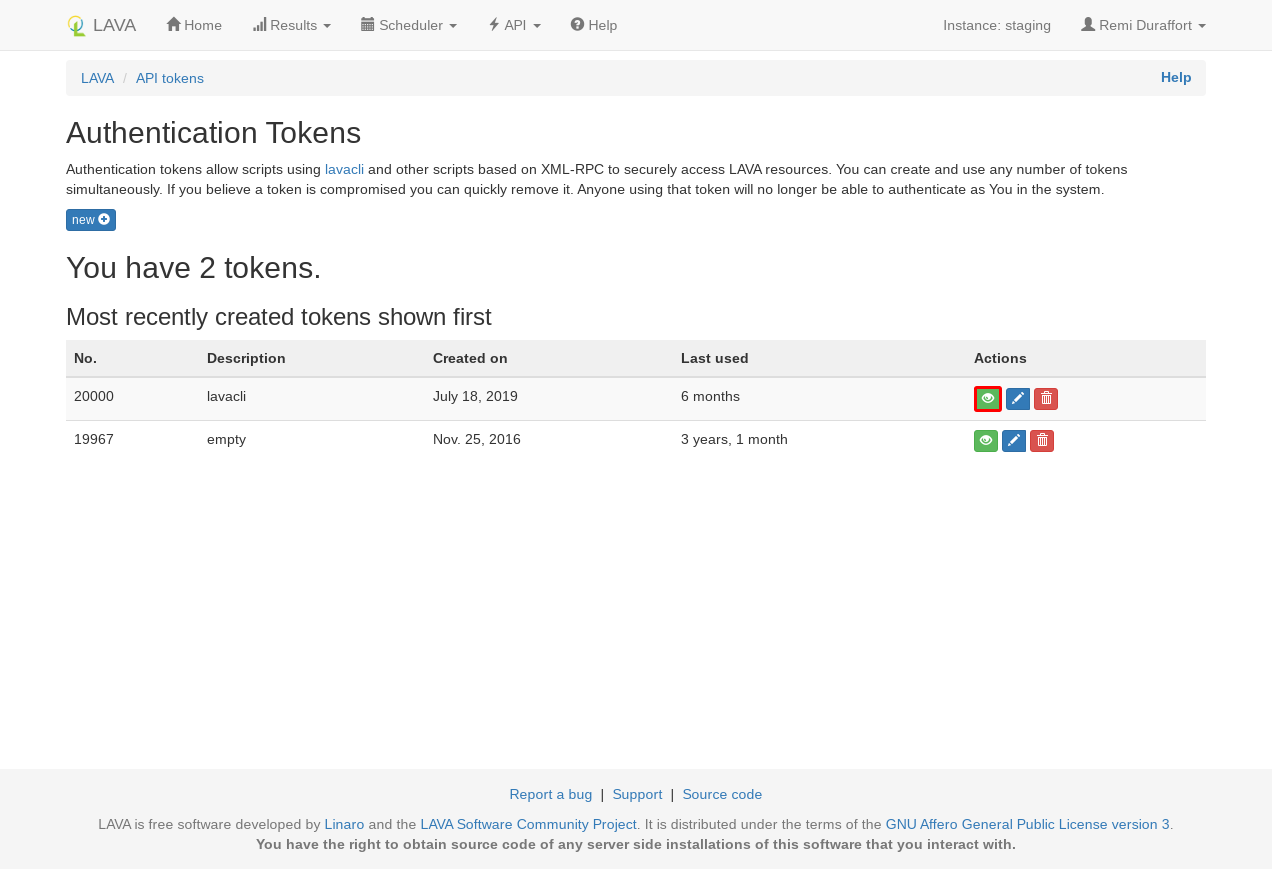 LAVA Home Results Scheduler API Help Instance: staging Remi Duraffort
LAVA / API tokens Help
Authentication Tokens
Authentication tokens allow scripts using lavacli and other scripts based on XML-RPC to securely access LAVA resources. You can create and use any number of tokens
simultaneously. If you believe a token is compromised you can quickly remove it. Anyone using that token will no longer be able to authenticate as You in the system.
new
You have 2 tokens.
Most recently created tokens shown first
No. Description Created on Last used Actions
20000 lavacli July 18, 2019 6 months
19967 empty Nov. 25, 2016 3 years, 1 month
Report a bug | Support | Source code
LAVA is free software developed by Linaro and the LAVA Software Community Project. It is distributed under the terms of the GNU Affero General Public License version 3.
You have the right to obtain source code of any server side installations of this software that you interact with.